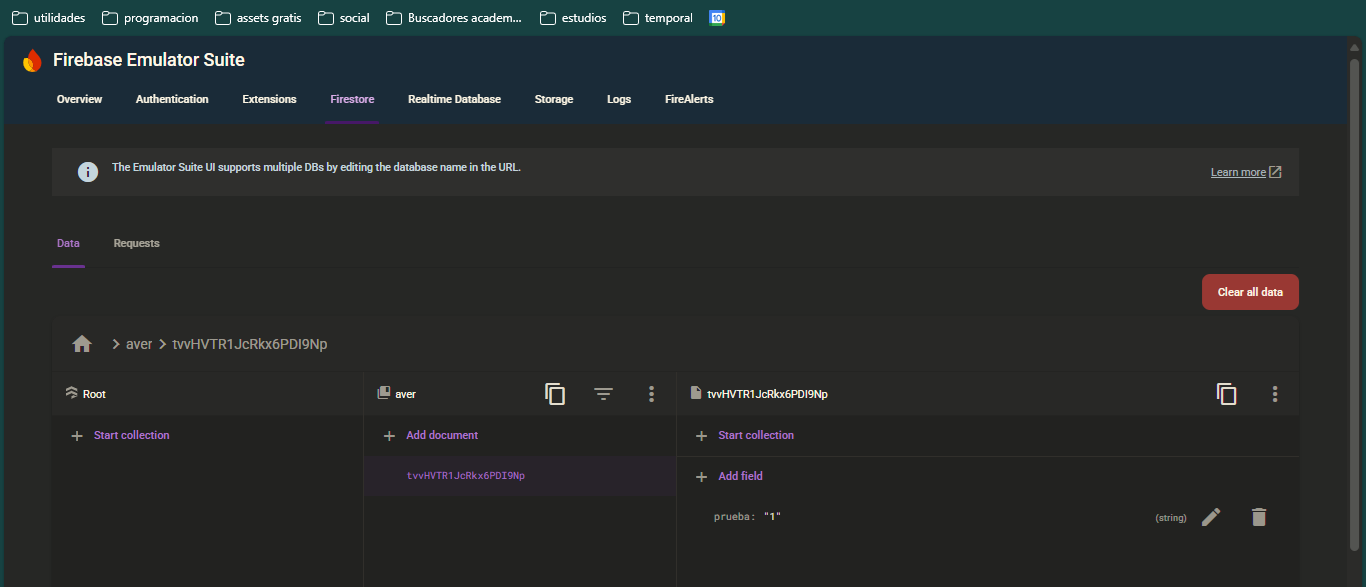 utilidades programacion assets gratis social Buscadores academ... estudios temporal 10
Firebase Emulator Suite
Overview Authentication Extensions Firestore Realtime Database Storage Logs FireAlerts
The Emulator Suite UI supports multiple DBs by editing the database name in the URL. Learn more
Data Requests
Clear all data
aver tvvHVTR1JcRkx6PDI9Np
Root aver tvvHVTR1JcRkx6PDI9Np
Start collection Add document Start collection
tvvHVTR1JcRkx6PDI9Np Add field
prueba: "1" (string)